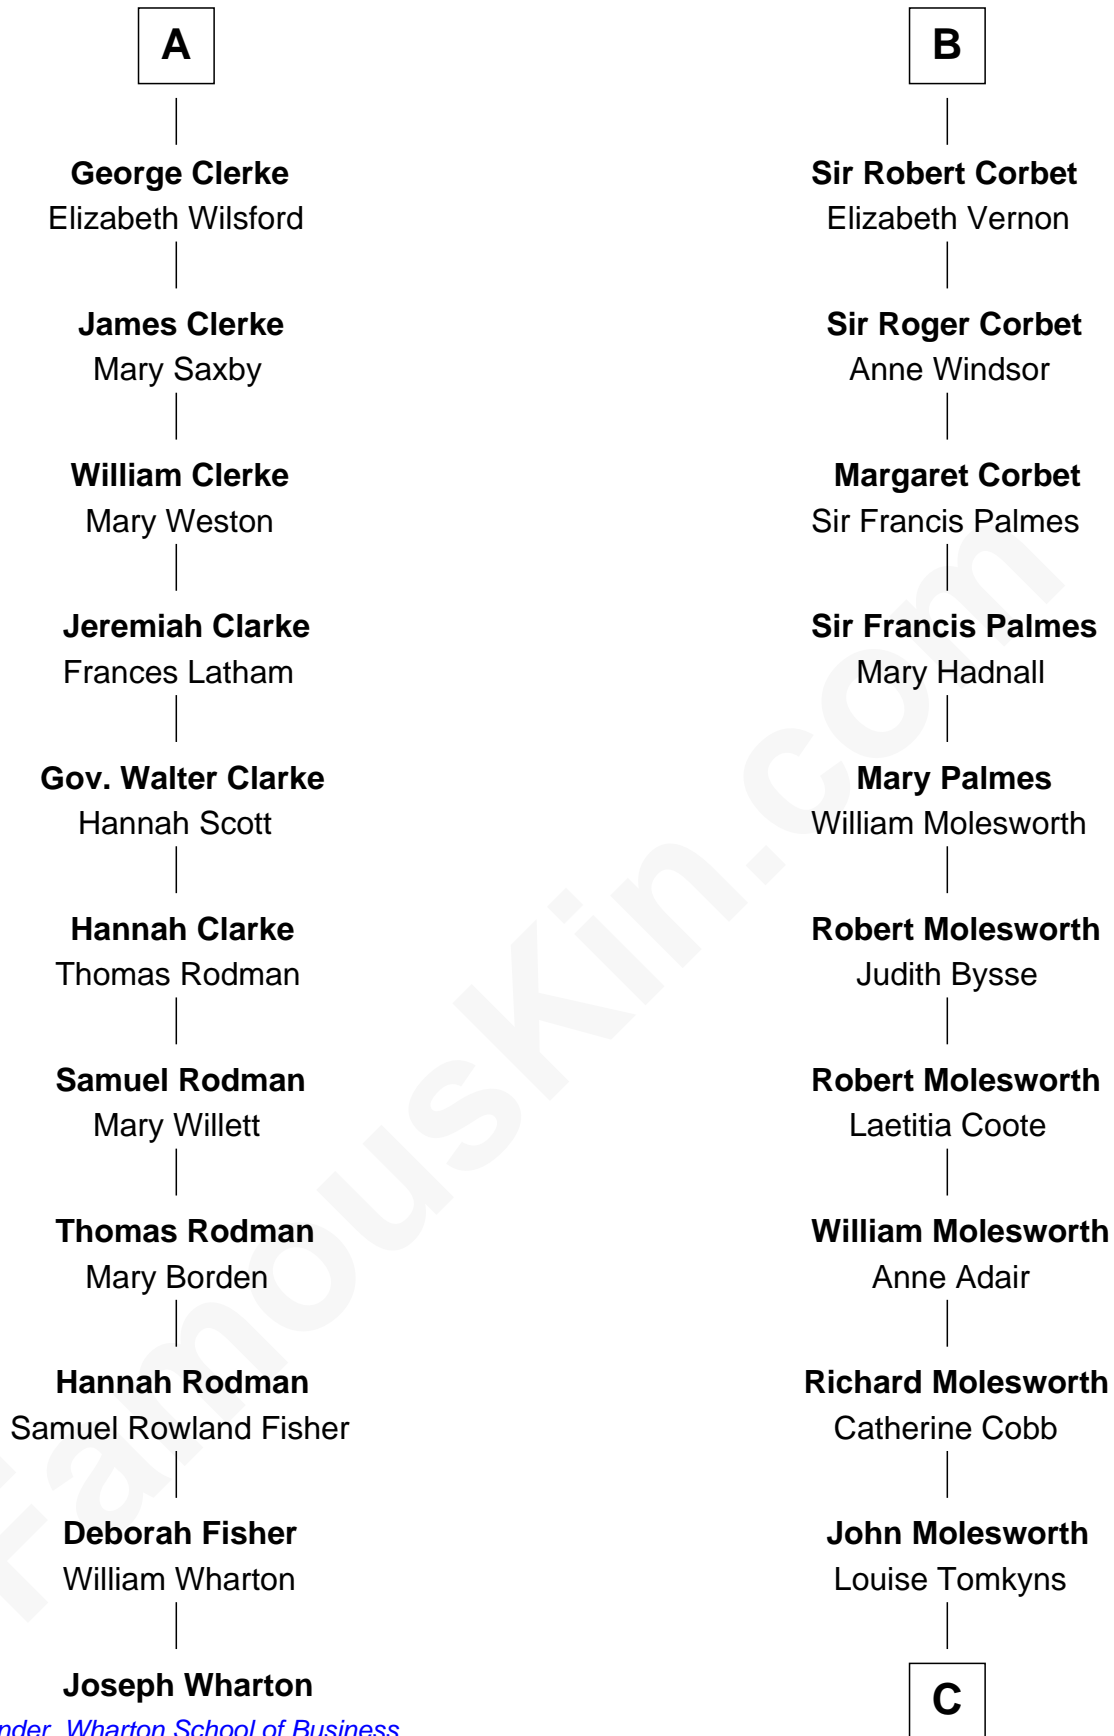 A
George Clerke
Elizabeth Wilsford
James Clerke
Mary Saxby
William Clerke
Mary Weston
Jeremiah Clarke
Frances Latham
Gov. Walter Clarke
Hannah Scott
Hannah Clarke
Thomas Rodman
Samuel Rodman
Mary Willett
Thomas Rodman
Mary Borden
Hannah Rodman
Samuel Rowland Fisher
Deborah Fisher
William Wharton
Joseph Wharton
nder, Wharton School of Business
B
Sir Robert Corbet
Elizabeth Vernon
Sir Roger Corbet
Anne Windsor
Margaret Corbet
Sir Francis Palmes
Sir Francis Palmes
Mary Hadnall
Mary Palmes
William Molesworth
Robert Molesworth
Judith Bysse
Robert Molesworth
Laetitia Coote
William Molesworth
Anne Adair
Richard Molesworth
Catherine Cobb
John Molesworth
Louise Tomkyns
C
FamousKin.com